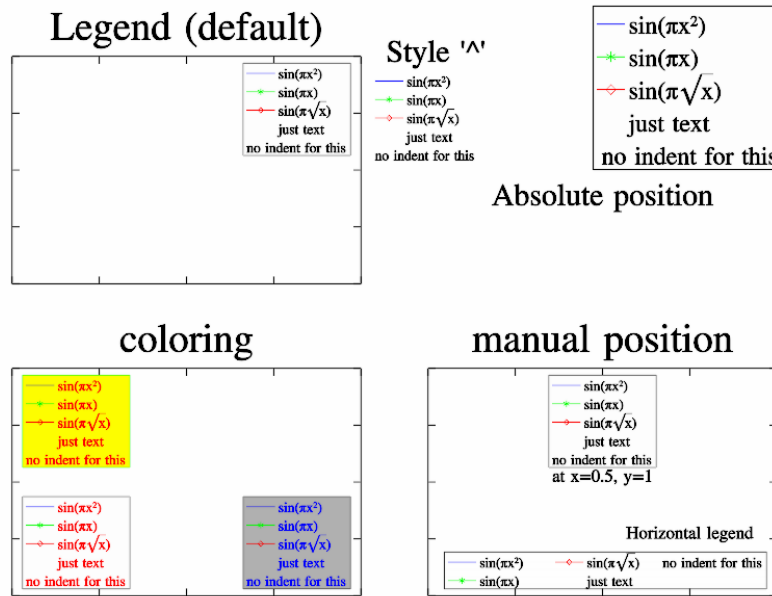 Legend (default)
sin(πx²)
sin(πx)
sin(π√x)
just text
no indent for this
Style '^'
sin(πx²)
sin(πx)
sin(π√x)
just text
no indent for this
sin(πx²)
sin(πx)
sin(π√x)
just text
no indent for this
Absolute position
coloring
sin(πx²)
sin(πx)
sin(π√x)
just text
no indent for this
sin(πx²)
sin(πx)
sin(π√x)
just text
no indent for this
sin(πx²)
sin(πx)
sin(π√x)
just text
no indent for this
manual position
sin(πx²)
sin(πx)
sin(π√x)
just text
no indent for this
at x=0.5, y=1
Horizontal legend
sin(πx²) sin(π√x) no indent for this
sin(πx) just text